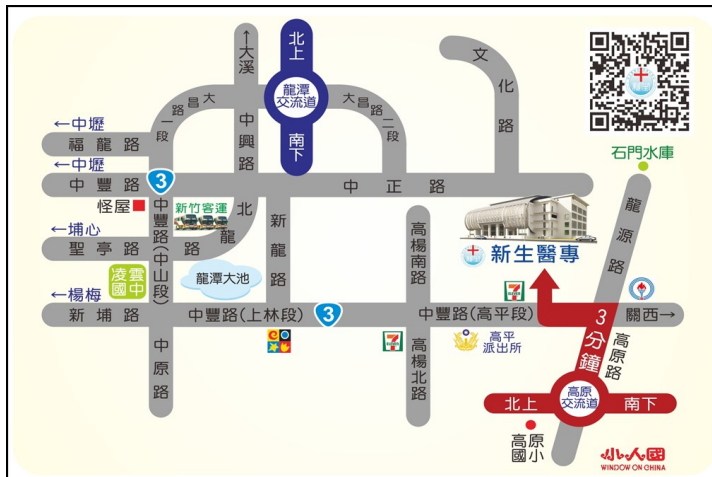 ←大溪
北上
龍潭
交流道
南下
大昌路一段
大昌路二段
文化路
石門水庫
←中壢
福龍路
←中壢
中豐路
3
中正路
中興路
怪屋
新竹客運
←埔心
聖亭路
北龍路
中豐路(中山段)
新龍路
龍潭大池
凌雲
國中
高楊南路
新生醫專
龍源路
←楊梅
新埔路
中豐路(上林段)
3
中豐路(高平段)
7
ELEVEN
關西→
中原路
7
ELEVEN
高平
派出所
高楊北路
3分鐘
高原路
北上
高原
交流道
南下
高原
國小
小人國
WINDOW ON CHINA